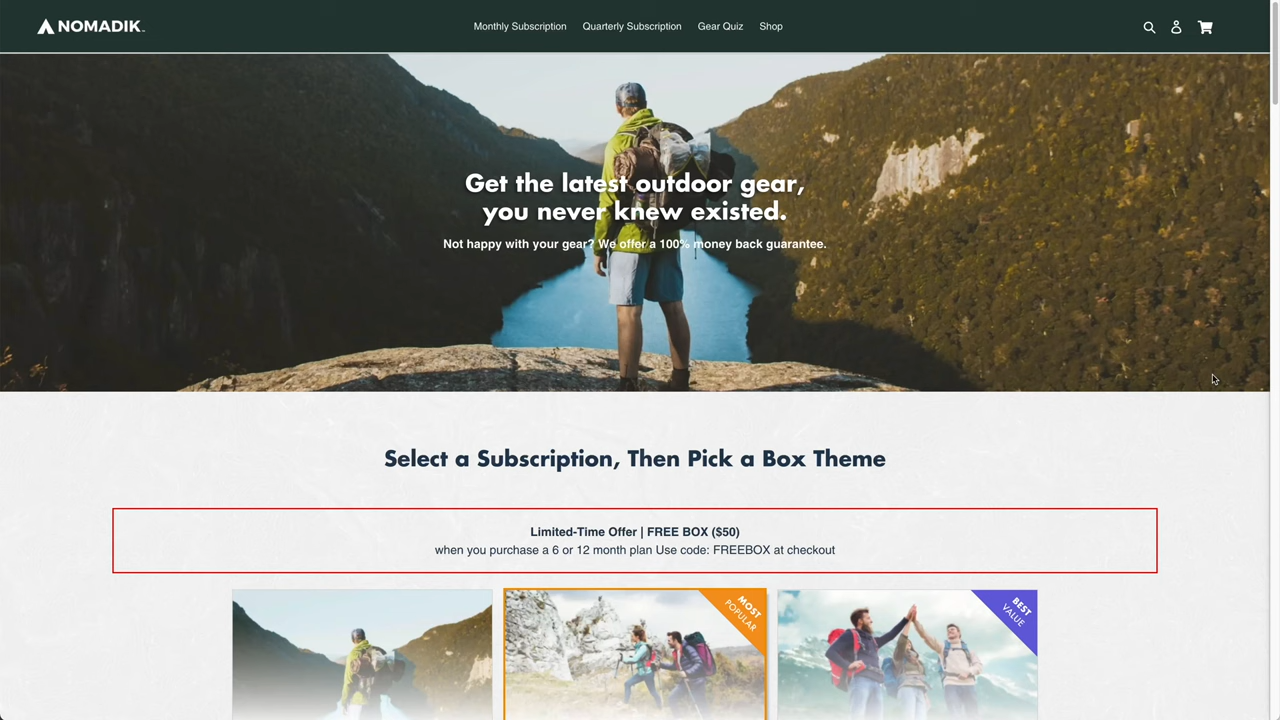 NOMADIK
Monthly Subscription
Quarterly Subscription
Gear Quiz
Shop
Get the latest outdoor gear,
you never knew existed.
Not happy with your gear? We offer a 100% money back guarantee.
Select a Subscription, Then Pick a Box Theme
Limited-Time Offer | FREE BOX ($50)
when you purchase a 6 or 12 month plan Use code: FREEBOX at checkout
MOST
POPULAR
BEST
VALUE